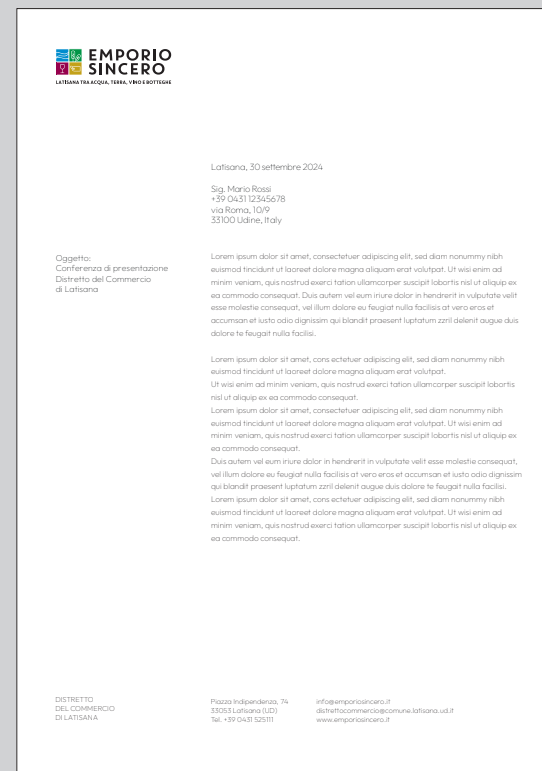 EMPORIO
SINCERO
LATISANA TRA ACQUA, TERRA, VINO E BOTTEGHE
Latisana, 30 settembre 2024
Sig. Mario Rossi
+39 0431 12345678
via Roma, 10/9
33100 Udine, Italy
Oggetto:
Conferenza di presentazione
Distretto del Commercio
di Latisana
Lorem ipsum dolor sit amet, consectetuer adipiscing elit, sed diam nonummy nibh
euismod tincidunt ut laoreet dolore magna aliquam erat volutpat. Ut wisi enim ad
minim veniam, quis nostrud exerci tation ullamcorper suscipit lobortis nisl ut aliquip ex
ea commodo consequat. Duis autem vel eum iriure dolor in hendrerit in vulputate velit
esse molestie consequat, vel illum dolore eu feugiat nulla facilisis at vero eros et
accumsan et iusto odio dignissim qui blandit praesent luptatum zzril delenit augue duis
dolore te feugait nulla facilisi.
Lorem ipsum dolor sit amet, cons ectetuer adipiscing elit, sed diam nonummy nibh
euismod tincidunt ut laoreet dolore magna aliquam erat volutpat.
Ut wisi enim ad minim veniam, quis nostrud exerci tation ullamcorper suscipit lobortis
nisl ut aliquip ex ea commodo consequat.
Lorem ipsum dolor sit amet, consectetuer adipiscing elit, sed diam nonummy nibh
euismod tincidunt ut laoreet dolore magna aliquam erat volutpat. Ut wisi enim ad
minim veniam, quis nostrud exerci tation ullamcorper suscipit lobortis nisl ut aliquip ex
ea commodo consequat.
Duis autem vel eum iriure dolor in hendrerit in vulputate velit esse molestie consequat,
vel illum dolore eu feugiat nulla facilisis at vero eros et accumsan et iusto odio dignissim
qui blandit praesent luptatum zzril delenit augue duis dolore te feugait nulla facilisi.
Lorem ipsum dolor sit amet, cons ectetuer adipiscing elit, sed diam nonummy nibh
euismod tincidunt ut laoreet dolore magna aliquam erat volutpat. Ut wisi enim ad
minim veniam, quis nostrud exerci tation ullamcorper suscipit lobortis nisl ut aliquip ex
ea commodo consequat.
DISTRETTO
DEL COMMERCIO
DI LATISANA
Piazza Indipendenza, 74
33053 Latisana (UD)
Tel. +39 0431 525111
info@emporiosincero.it
distrettocommercio@comune.latisana.ud.it
www.emporiosincero.it